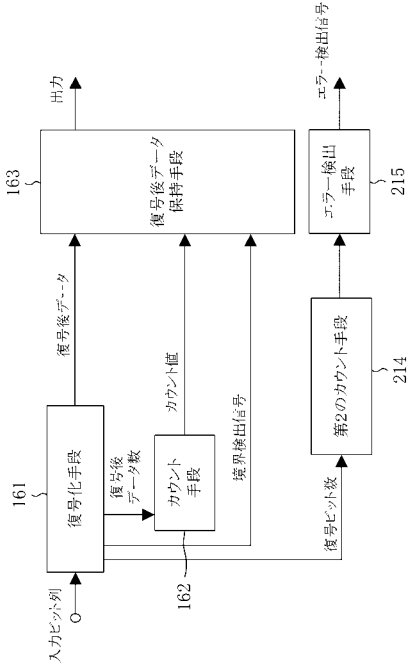 入力ビット列
161
復号化手段
復号後データ
163
復号後データ
保持手段
出力
復号後
データ数
カウント
手段
162
カウント値
境界検出信号
復号ビット数
第2のカウント手段
214
エラー検出
手段
215
エラー検出信号